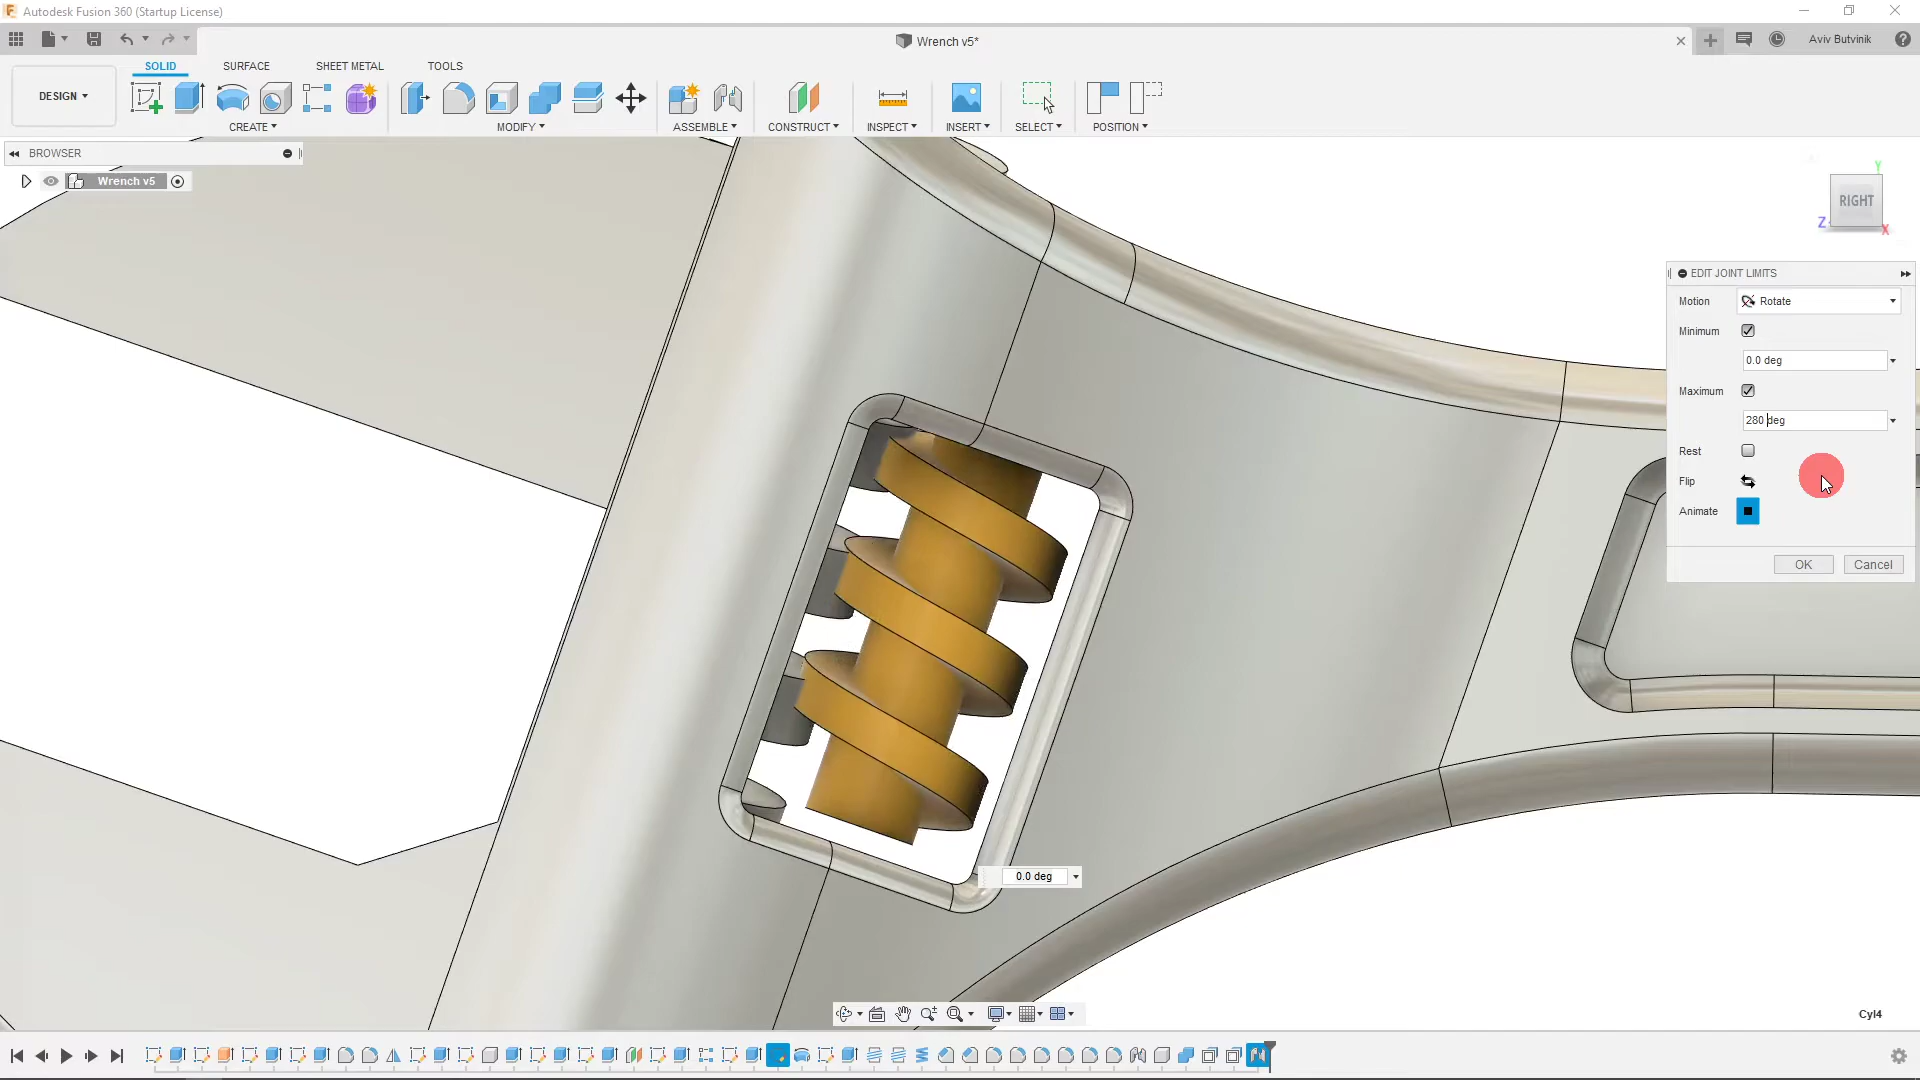 Autodesk Fusion 360 (Startup License)
Wrench v5*
Aviv Butvinik
SOLID SURFACE SHEET METAL TOOLS
DESIGN
CREATE MODIFY ASSEMBLE CONSTRUCT INSPECT INSERT SELECT POSITION
BROWSER
Wrench v5
Y
RIGHT
Z
X
EDIT JOINT LIMITS
Motion Rotate
Minimum
0.0 deg
Maximum
280 deg
Rest
Flip
Animate
OK Cancel
0.0 deg
Cyl4